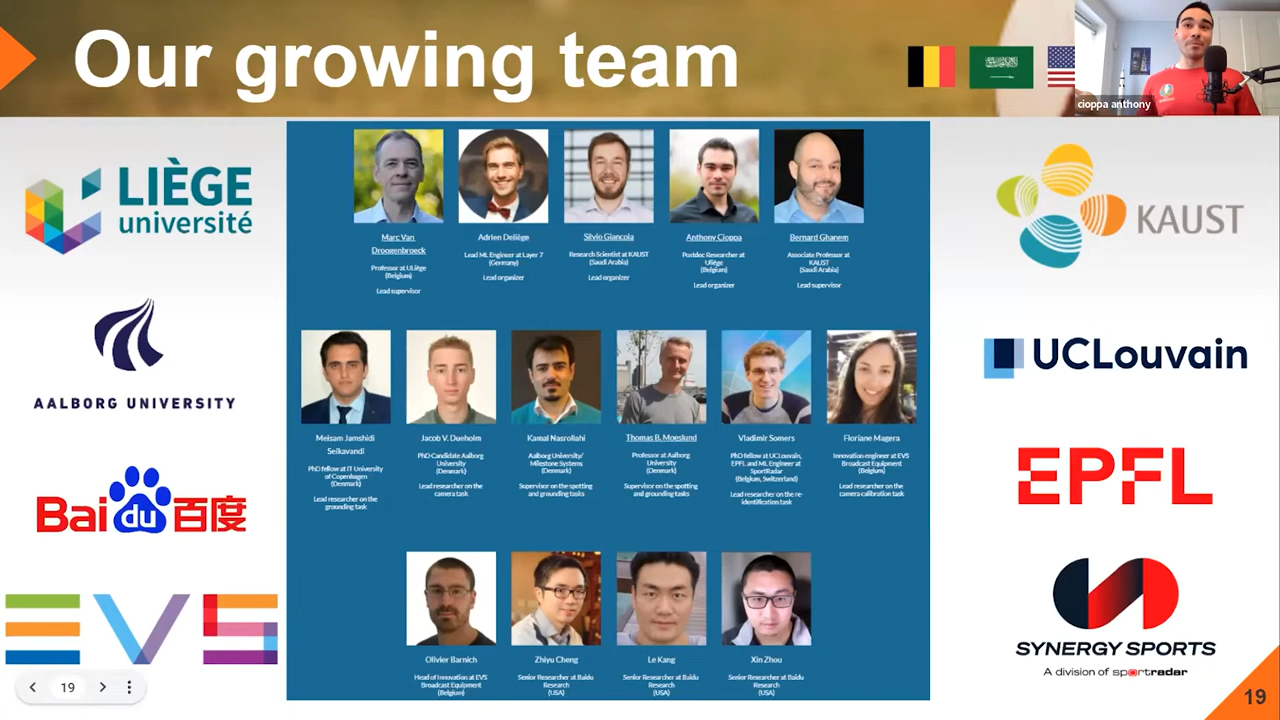 Our growing team
cioppa anthony
LIÈGE
université
AALBORG UNIVERSITY
Baidu百度
EVS
19
Marc Van
Droogenbroeck
Professor at ULiège
(Belgium)
Lead supervisor
Adrien Deliège
Lead ML Engineer at Layer 7
(Germany)
Lead organizer
Silvio Giancola
Research Scientist at KAUST
(Saudi Arabia)
Lead organizer
Anthony Cioppa
Postdoc Researcher at
ULiège
(Belgium)
Lead organizer
Bernard Ghanem
Associate Professor at
KAUST
(Saudi Arabia)
Lead supervisor
Meisam Jamshidi
Seikavandi
PhD fellow at IT University
of Copenhagen
(Denmark)
Lead researcher on the
grounding task
Jacob V. Dueholm
PhD Candidate Aalborg
University
(Denmark)
Lead researcher on the
camera task
Kamal Nasrollahi
Aalborg University/
Milestone Systems
(Denmark)
Supervisor on the spotting
and grounding tasks
Thomas B. Moeslund
Professor at Aalborg
University
(Denmark)
Supervisor on the spotting
and grounding tasks
Vladimir Somers
PhD fellow at UCLouvain,
EPFL and ML Engineer at
SportRadar
(Belgium, Switzerland)
Lead researcher on the re-
identification task
Floriane Magera
Innovation engineer at EVS
Broadcast Equipment
(Belgium)
Lead researcher on the
camera calibration task
Olivier Barnich
Head of Innovation at EVS
Broadcast Equipment
(Belgium)
Zhiyu Cheng
Senior Researcher at Baidu
Research
(USA)
Le Kang
Senior Researcher at Baidu
Research
(USA)
Xin Zhou
Senior Researcher at Baidu
Research
(USA)
KAUST
UCLouvain
EPFL
SYNERGY SPORTS
A division of sportradar
19